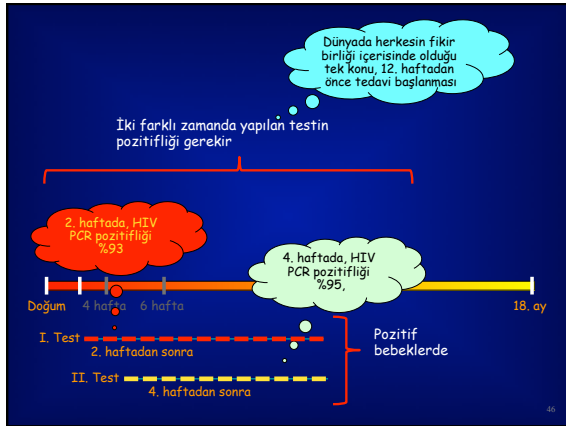 Dünyada herkesin fikir
birliği içerisinde olduğu
tek konu, 12. haftadan
önce tedavi başlanması
İki farklı zamanda yapılan testin
pozitifliği gerekir
2. haftada, HIV
PCR pozitifliği
%93
4. haftada, HIV
PCR pozitifliği
%95,
Doğum
4 hafta
6 hafta
18. ay
I. Test
2. haftadan sonra
II. Test
4. haftadan sonra
Pozitif
bebeklerde
46